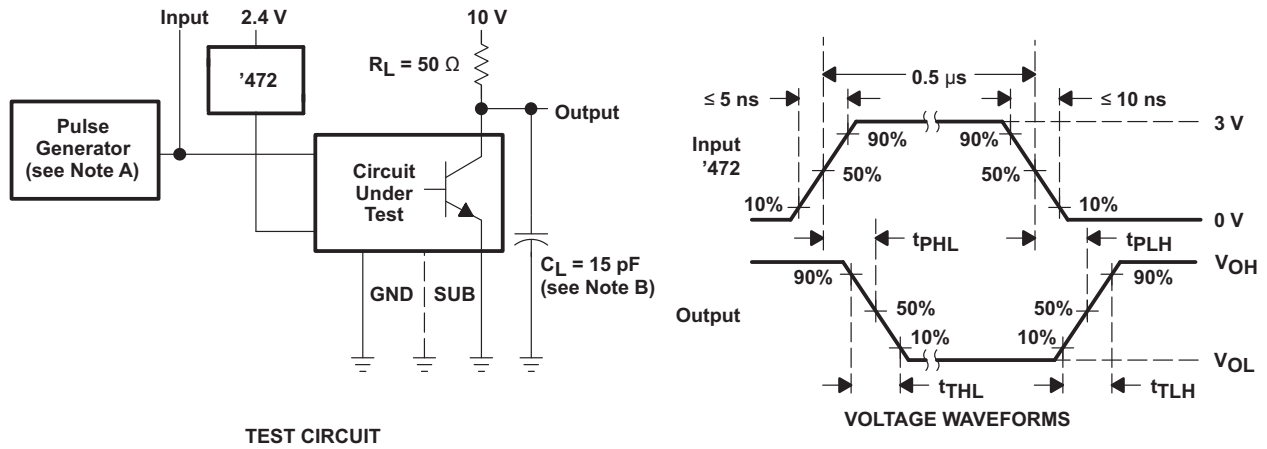 Input
2.4 V
10 V
'472
RL = 50 Ω
Output
Pulse
Generator
(see Note A)
Circuit
Under
Test
CL = 15 pF
(see Note B)
GND
SUB
TEST CIRCUIT
0.5 µs
≤ 5 ns
≤ 10 ns
3 V
90%
90%
Input
'472
50%
50%
10%
10%
0 V
tPHL
tPLH
VOH
90%
90%
Output
50%
50%
10%
10%
VOL
tTHL
tTLH
VOLTAGE WAVEFORMS